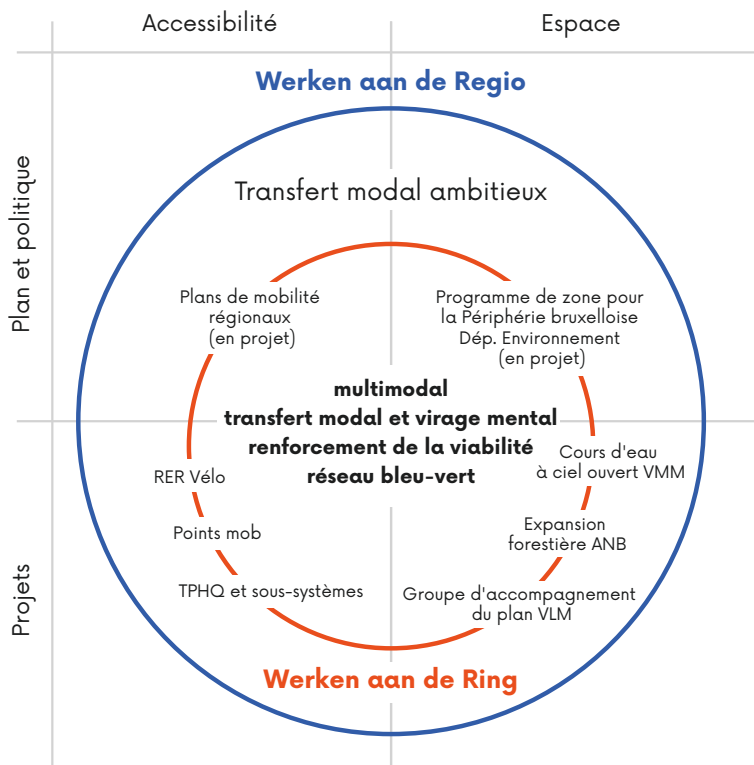 Accessibilité
Espace
Werken aan de Regio
Plan et politique
Transfert modal ambitieux
Plans de mobilité
régionaux
(en projet)
Programme de zone pour
la Périphérie bruxelloise
Dép. Environnement
(en projet)
multimodal
transfert modal et virage mental
renforcement de la viabilité
réseau bleu-vert
Projets
RER Vélo
Points mob
TPHQ et sous-systèmes
Cours d'eau
à ciel ouvert VMM
Expansion
forestière ANB
Groupe d'accompagnement
du plan VLM
Werken aan de Ring